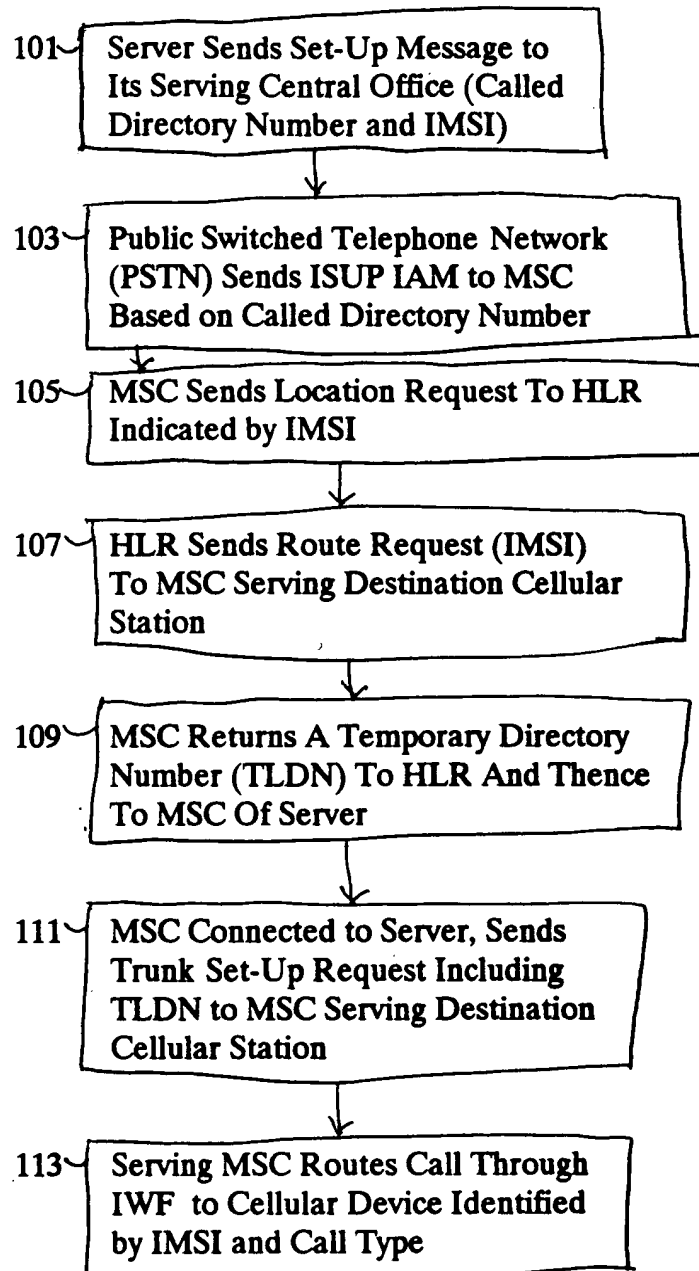 101 Server Sends Set-Up Message to
Its Serving Central Office (Called
Directory Number and IMSI)
103 Public Switched Telephone Network
(PSTN) Sends ISUP IAM to MSC
Based on Called Directory Number
105 MSC Sends Location Request To HLR
Indicated by IMSI
107 HLR Sends Route Request (IMSI)
To MSC Serving Destination Cellular
Station
109 MSC Returns A Temporary Directory
Number (TLDN) To HLR And Thence
To MSC Of Server
111 MSC Connected to Server, Sends
Trunk Set-Up Request Including
TLDN to MSC Serving Destination
Cellular Station
113 Serving MSC Routes Call Through
IWF to Cellular Device Identified
by IMSI and Call Type